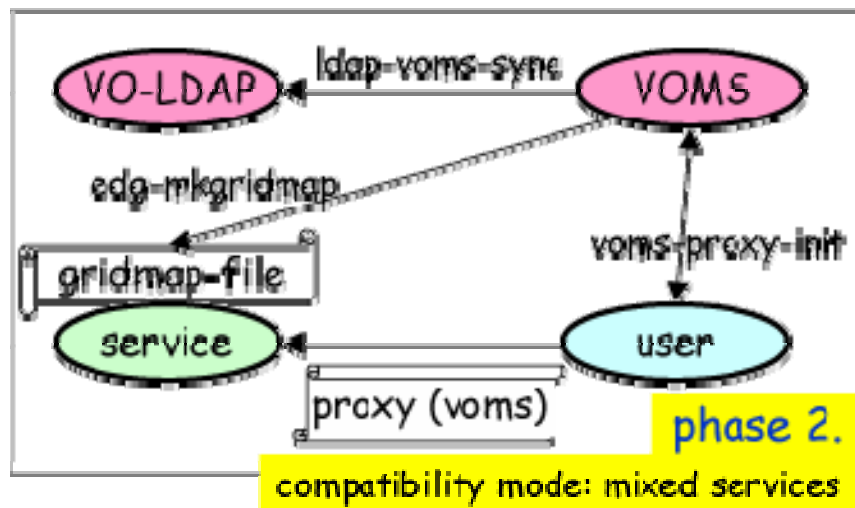 ldap-voms-sync
VO-LDAP
VOMS
edg-mkgridmap
voms-proxy-init
gridmap-file
service
user
proxy (voms)
phase 2.
compatibility mode: mixed services